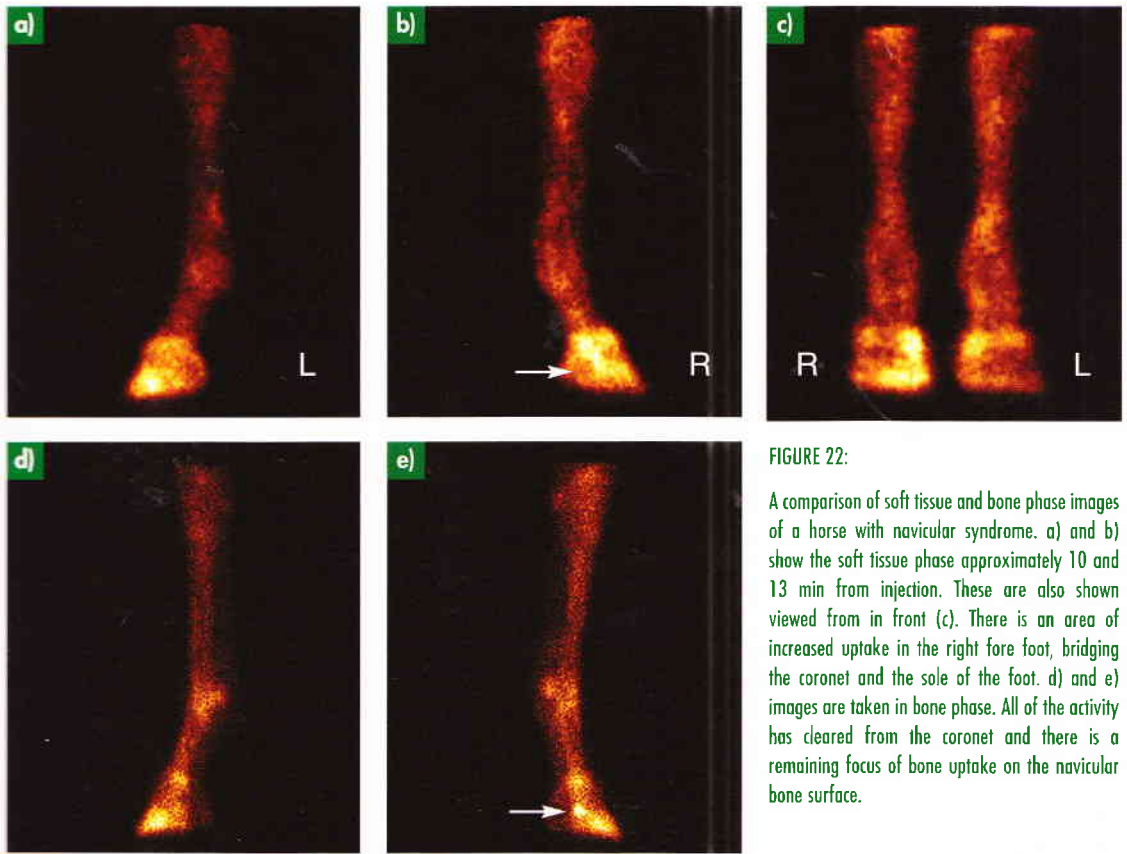 a)
b)
c)
L
R
R
L
d)
e)
FIGURE 22:
A comparison of soft tissue and bone phase images
of a horse with navicular syndrome. a) and b)
show the soft tissue phase approximately 10 and
13 min from injection. These are also shown
viewed from in front (c). There is an area of
increased uptake in the right fore foot, bridging
the coronet and the sole of the foot. d) and e)
images are taken in bone phase. All of the activity
has cleared from the coronet and there is a
remaining focus of bone uptake on the navicular
bone surface.